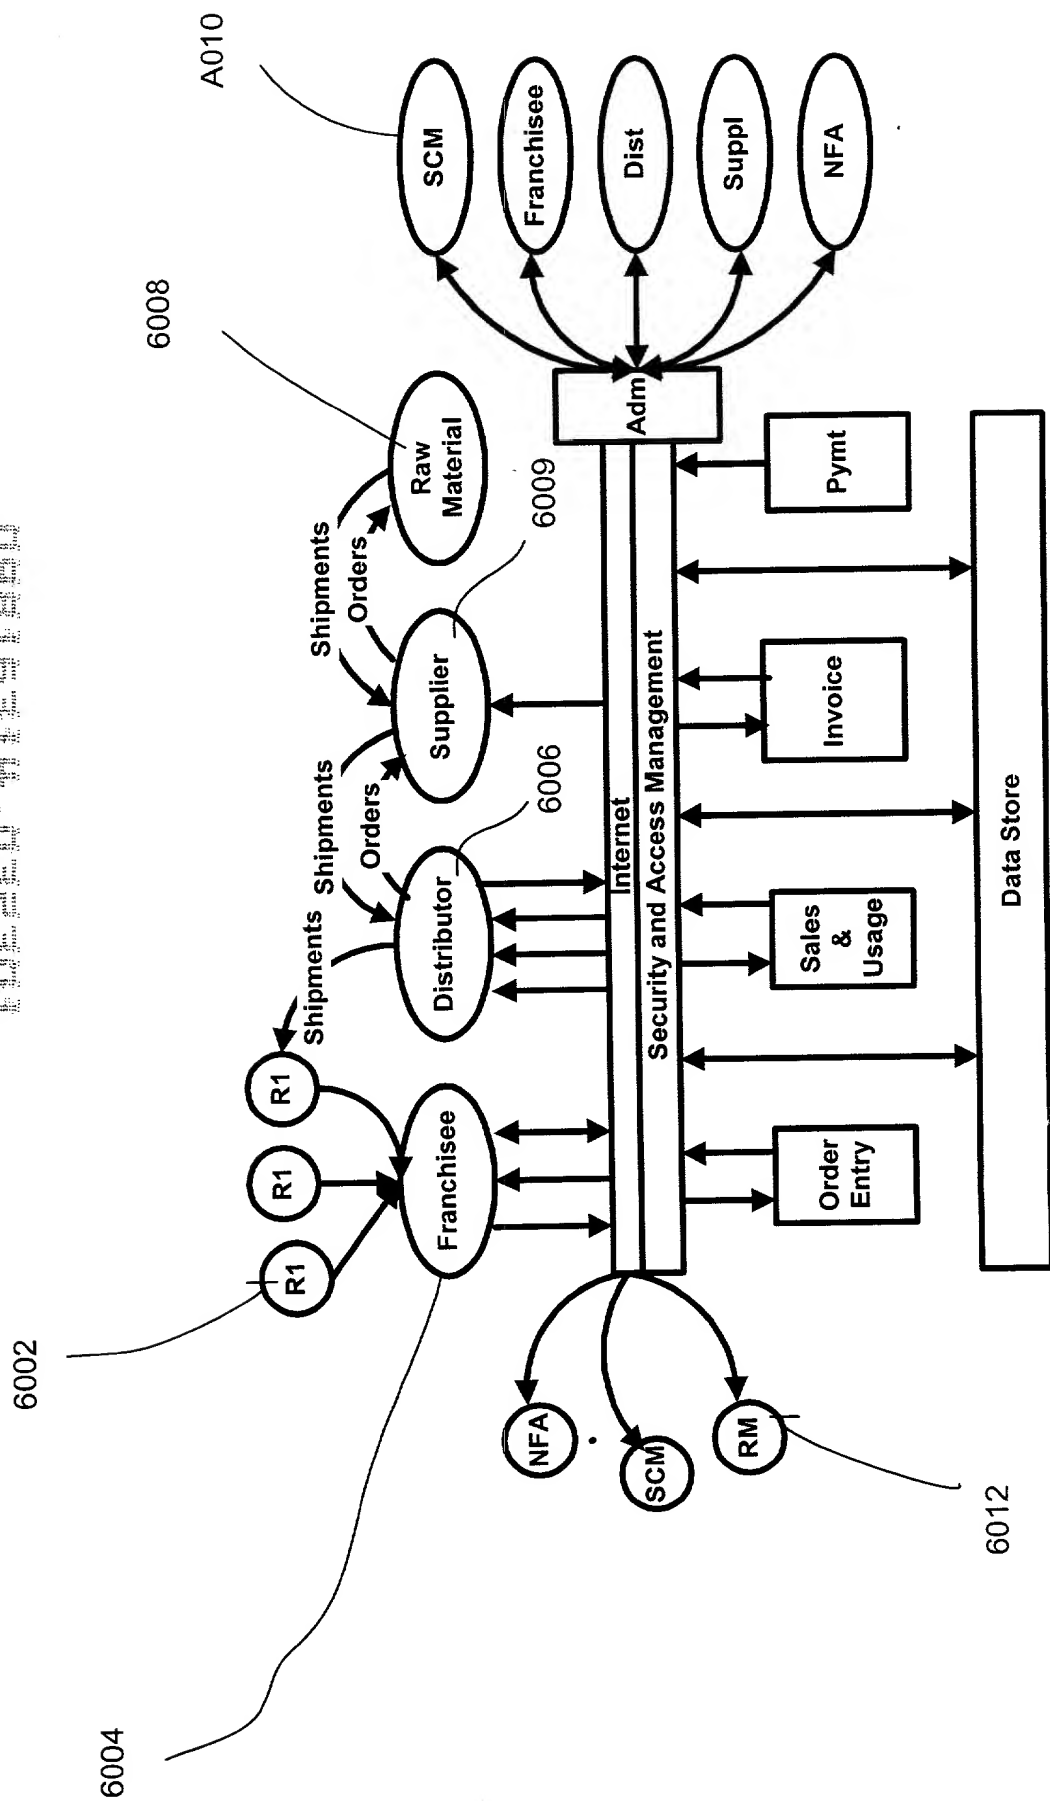 6002
6004
6008
A010
R1
R1
R1
Shipments
Shipments
Orders
Shipments
Orders
Franchisee
Distributor
Supplier
Raw
Material
6006
6009
SCM
Franchisee
Dist
Suppl
NFA
NFA
SCM
RM
6012
Internet
Security and Access Management
Adm
Order
Entry
Sales
&
Usage
Invoice
Pymt
Data Store